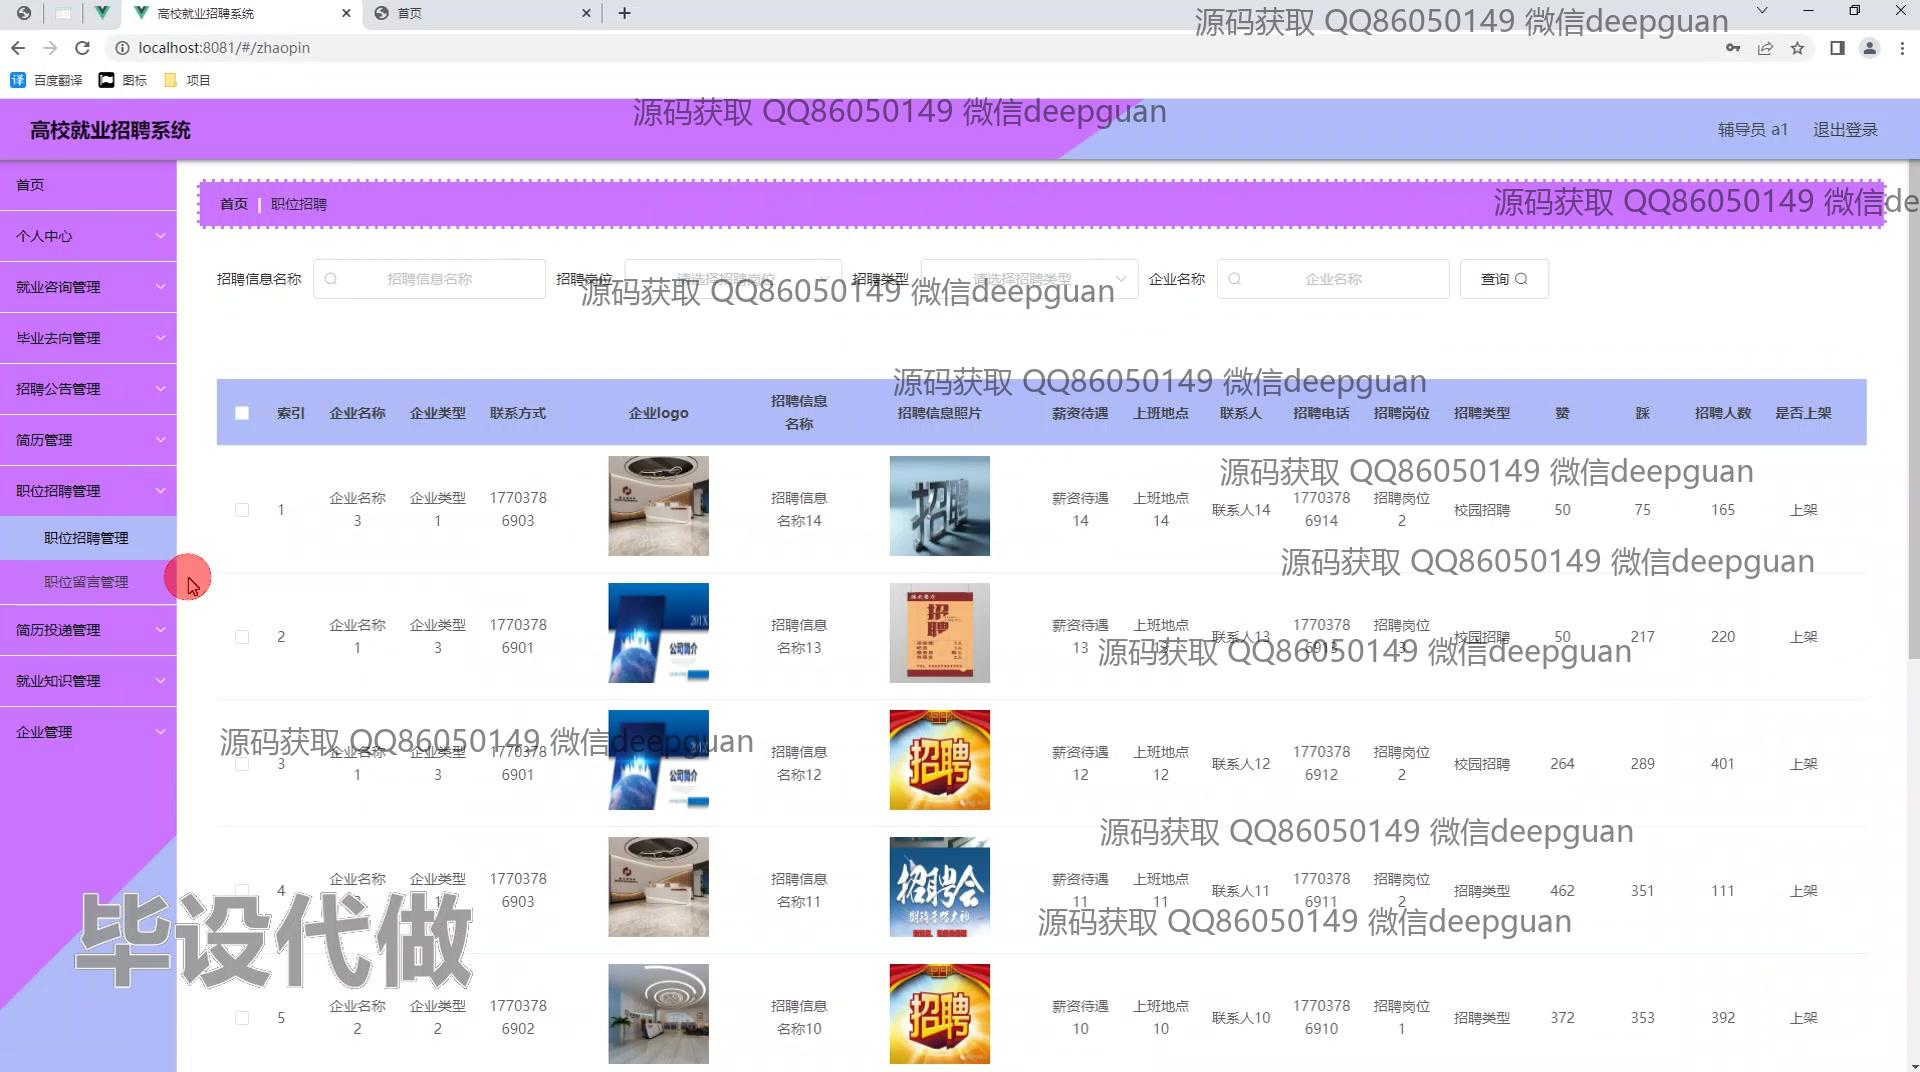 高校就业招聘系统
首页
源码获取 QQ86050149 微信deepguan
localhost:8081/#/zhaopin
百度翻译
图标
项目
源码获取 QQ86050149 微信deepguan
高校就业招聘系统
辅导员 a1
退出登录
首页
个人中心
就业咨询管理
毕业去向管理
招聘公告管理
简历管理
职位招聘管理
职位招聘管理
职位留言管理
简历投递管理
就业知识管理
企业管理
首页 | 职位招聘
源码获取 QQ86050149 微信de
招聘信息名称 招聘信息名称 招聘岗位 请选择招聘岗位 招聘类型 请选择招聘类型 企业名称 企业名称 查询
源码获取 QQ86050149 微信deepguan
源码获取 QQ86050149 微信deepguan
索引 企业名称 企业类型 联系方式 企业logo 招聘信息名称 招聘信息照片 薪资待遇 上班地点 联系人 招聘电话 招聘岗位 招聘类型 赞 踩 招聘人数 是否上架
源码获取 QQ86050149 微信deepguan
1 企业名称3 企业类型1 17703786903 招聘信息名称14 招聘 薪资待遇14 上班地点14 联系人14 17703786914 招聘岗位2 校园招聘 50 75 165 上架
源码获取 QQ86050149 微信deepguan
2 企业名称1 企业类型3 17703786901 201X 公司简介 招聘信息名称13 招聘 薪资待遇13 上班地点13 联系人13 17703786913 招聘岗位 校园招聘 50 217 220 上架
源码获取 QQ86050149 微信deepguan
源码获取 QQ86050149 微信deepguan
3 企业名称1 企业类型3 17703786901 公司简介 招聘信息名称12 招聘 薪资待遇12 上班地点12 联系人12 17703786912 招聘岗位2 校园招聘 264 289 401 上架
源码获取 QQ86050149 微信deepguan
4 企业名称 企业类型1 17703786903 招聘信息名称11 招聘会 薪资待遇11 上班地点11 联系人11 17703786911 招聘岗位2 招聘类型 462 351 111 上架
源码获取 QQ86050149 微信deepguan
毕设代做
5 企业名称2 企业类型2 17703786902 招聘信息名称10 招聘 薪资待遇10 上班地点10 联系人10 17703786910 招聘岗位1 招聘类型 372 353 392 上架